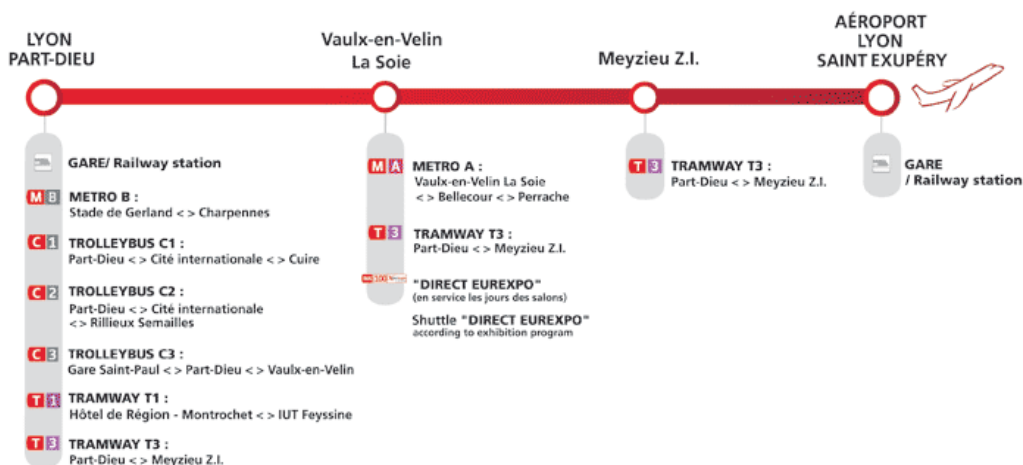 LYON
PART-DIEU
Vaulx-en-Velin
La Soie
Meyzieu Z.I.
AÉROPORT
LYON
SAINT EXUPÉRY
GARE/ Railway station
M B METRO B :
Stade de Gerland < > Charpennes
C 1 TROLLEYBUS C1 :
Part-Dieu < > Cité internationale < > Cuire
C 2 TROLLEYBUS C2 :
Part-Dieu < > Cité internationale
< > Rillieux Semailles
C 3 TROLLEYBUS C3 :
Gare Saint-Paul < > Part-Dieu < > Vaulx-en-Velin
T 1 TRAMWAY T1 :
Hôtel de Région - Montrochet < > IUT Feyssine
T 3 TRAMWAY T3 :
Part-Dieu < > Meyzieu Z.I.
M A METRO A :
Vaulx-en-Velin La Soie
< > Bellecour < > Perrache
T 3 TRAMWAY T3 :
Part-Dieu < > Meyzieu Z.I.
"DIRECT EUREXPO"
(en service les jours des salons)
Shuttle "DIRECT EUREXPO"
according to exhibition program
T 3 TRAMWAY T3 :
Part-Dieu < > Meyzieu Z.I.
GARE
/ Railway station